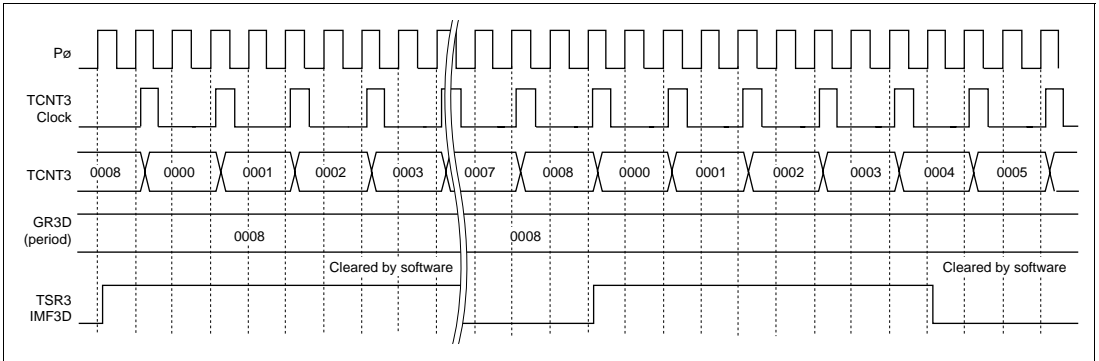 Pø
TCNT3
Clock
TCNT3
0008 0000 0001 0002 0003 0007 0008 0000 0001 0002 0003 0004 0005
GR3D
(period)
0008 0008
Cleared by software Cleared by software
TSR3
IMF3D